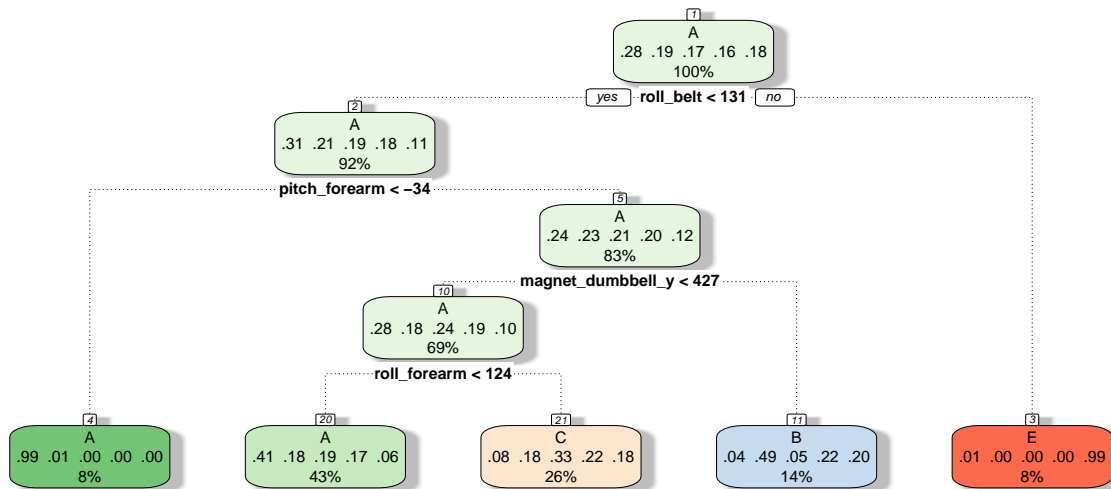 1
A
.28 .19 .17 .16 .18
100%
yes roll_belt < 131 no
2
A
.31 .21 .19 .18 .11
92%
pitch_forearm < −34
5
A
.24 .23 .21 .20 .12
83%
magnet_dumbbell_y < 427
10
A
.28 .18 .24 .19 .10
69%
roll_forearm < 124
4
A
.99 .01 .00 .00 .00
8%
20
A
.41 .18 .19 .17 .06
43%
21
C
.08 .18 .33 .22 .18
26%
11
B
.04 .49 .05 .22 .20
14%
3
E
.01 .00 .00 .00 .99
8%